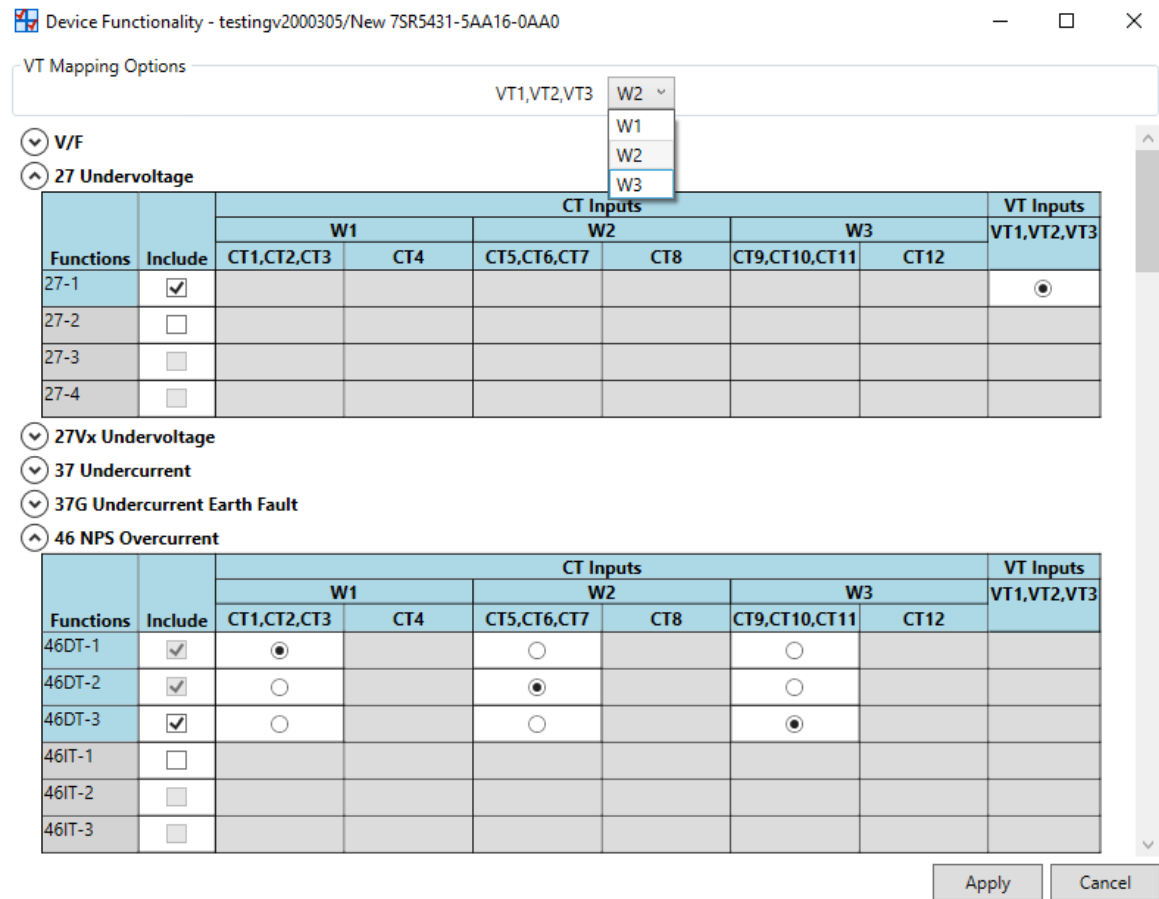 Device Functionality - testingv2000305/New 7SR5431-5AA16-0AA0
VT Mapping Options
VT1,VT2,VT3 W2
W1
W2
W3
V/F
27 Undervoltage
CT Inputs VT Inputs
W1 W2 W3 VT1,VT2,VT3
Functions Include CT1,CT2,CT3 CT4 CT5,CT6,CT7 CT8 CT9,CT10,CT11 CT12
27-1
27-2
27-3
27-4
27Vx Undervoltage
37 Undercurrent
37G Undercurrent Earth Fault
46 NPS Overcurrent
CT Inputs VT Inputs
W1 W2 W3 VT1,VT2,VT3
Functions Include CT1,CT2,CT3 CT4 CT5,CT6,CT7 CT8 CT9,CT10,CT11 CT12
46DT-1
46DT-2
46DT-3
46IT-1
46IT-2
46IT-3
Apply Cancel